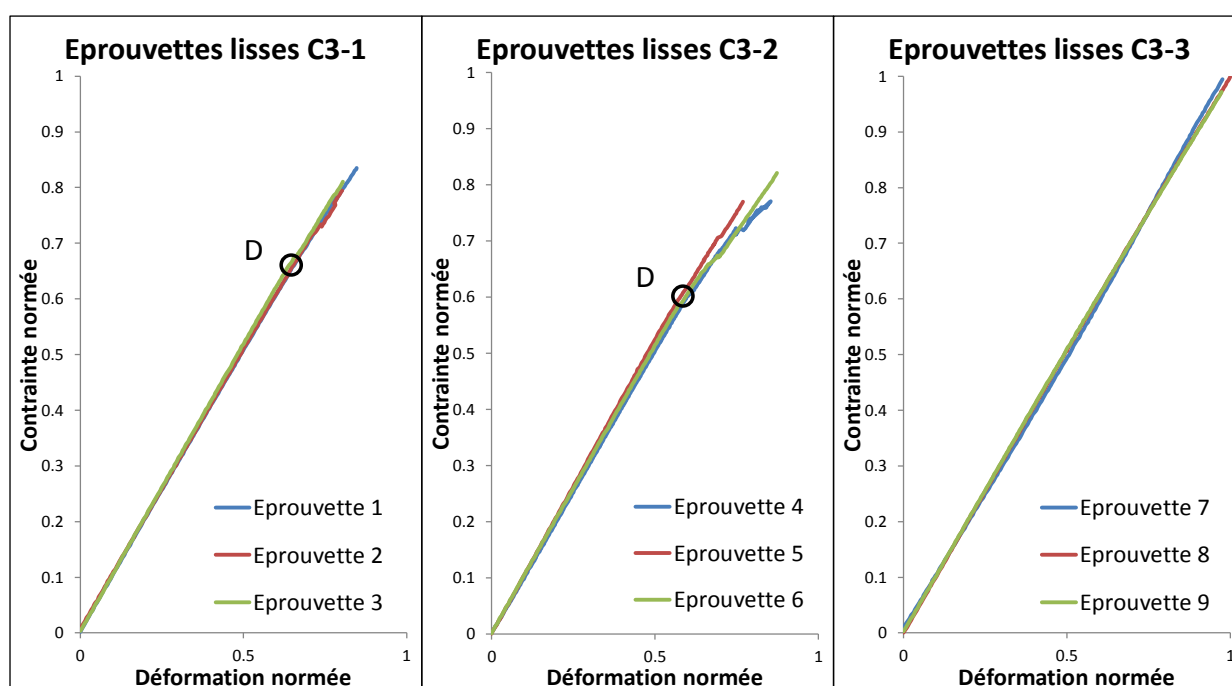 Eprouvettes lisses C3-1
1
0.9
0.8
0.7
0.6
0.5
0.4
0.3
0.2
0.1
0
Contrainte normée
D
Eprouvette 1
Eprouvette 2
Eprouvette 3
0
0.5
1
Déformation normée
Eprouvettes lisses C3-2
1
0.9
0.8
0.7
0.6
0.5
0.4
0.3
0.2
0.1
0
Contrainte normée
D
Eprouvette 4
Eprouvette 5
Eprouvette 6
0
0.5
1
Déformation normée
Eprouvettes lisses C3-3
1
0.9
0.8
0.7
0.6
0.5
0.4
0.3
0.2
0.1
0
Contrainte normée
Eprouvette 7
Eprouvette 8
Eprouvette 9
0
0.5
1
Déformation normée